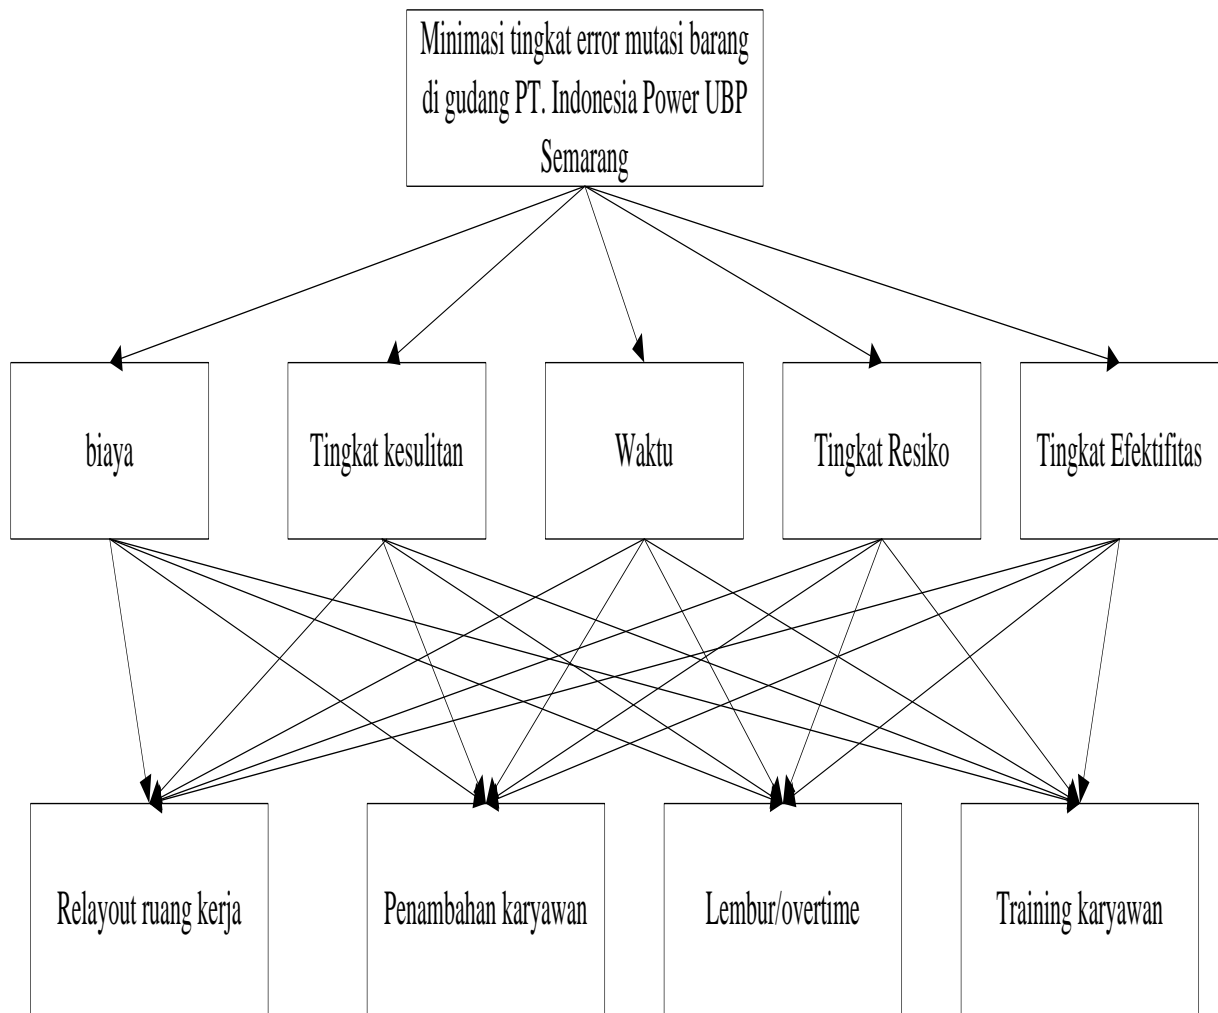 Minimasi tingkat error mutasi barang
di gudang PT. Indonesia Power UBP
Semarang
biaya
Tingkat kesulitan
Waktu
Tingkat Resiko
Tingkat Efektifitas
Relayout ruang kerja
Penambahan karyawan
Lembur/overtime
Training karyawan